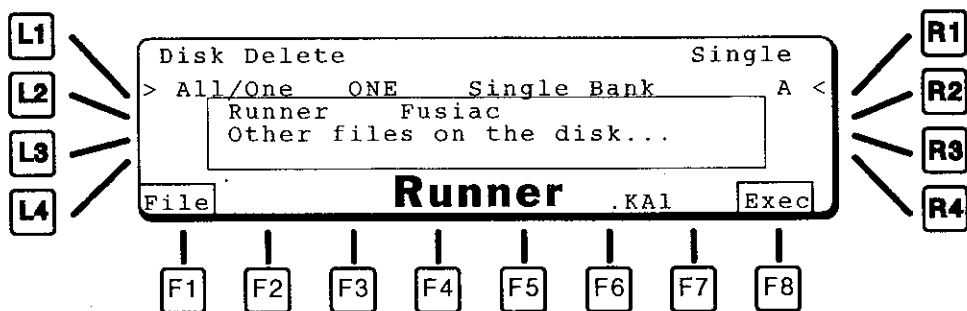 Disk Delete Single
> All/One ONE Single Bank A <
Runner Fusiac
Other files on the disk...
File Runner .KA1 Exec
L1
L2
L3
L4
R1
R2
R3
R4
F1 F2 F3 F4 F5 F6 F7 F8